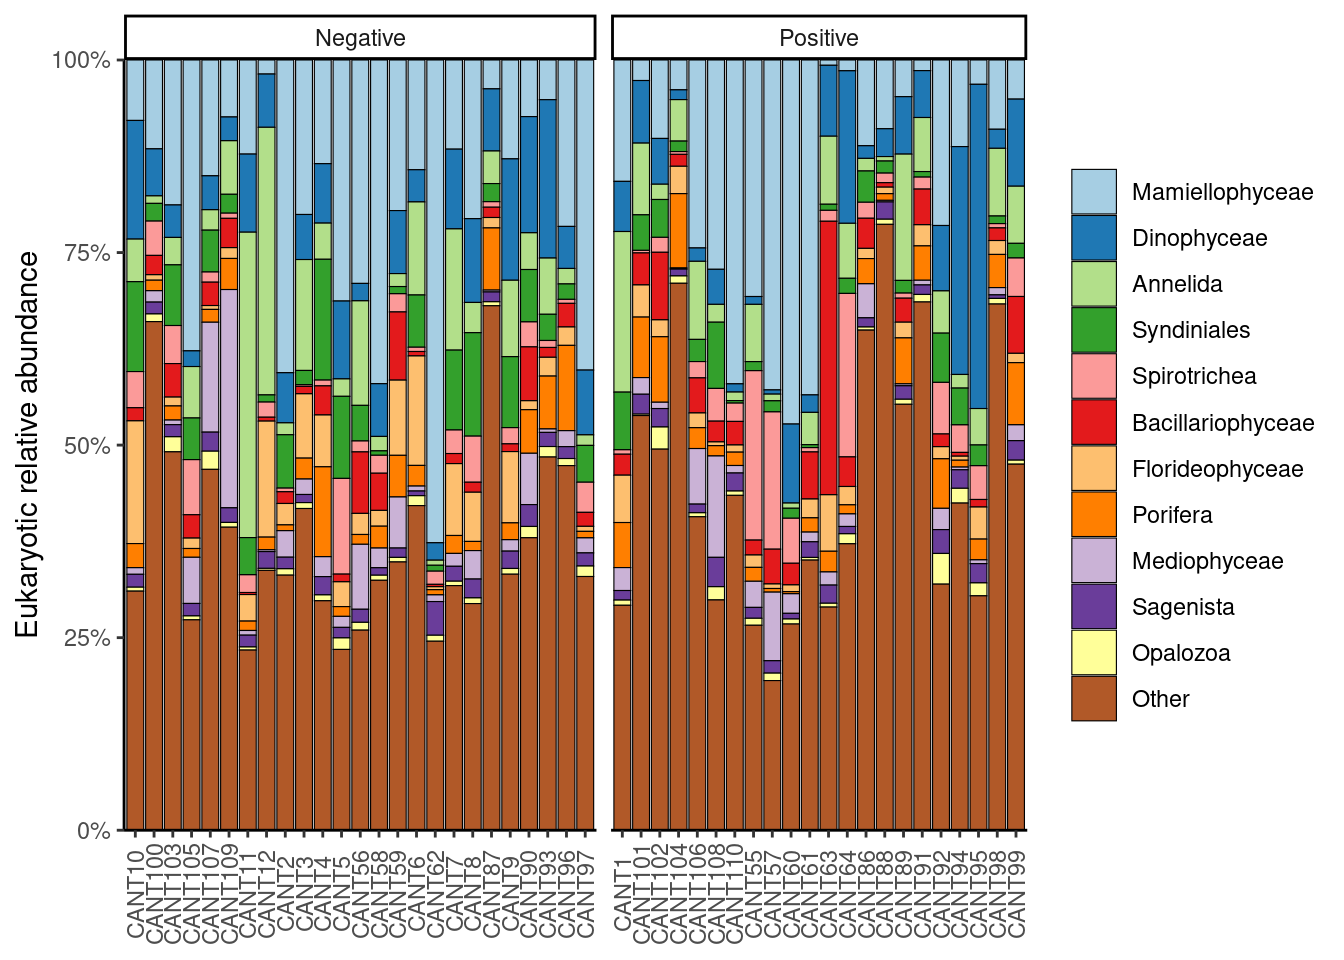 Negative
Positive
Eukaryotic relative abundance
100%
75%
50%
25%
0%
CANT10
CANT100
CANT103
CANT105
CANT107
CANT109
CANT11
CANT12
CANT2
CANT3
CANT4
CANT5
CANT56
CANT58
CANT59
CANT6
CANT62
CANT7
CANT8
CANT87
CANT9
CANT90
CANT93
CANT96
CANT97
CANT1
CANT101
CANT102
CANT104
CANT106
CANT108
CANT110
CANT55
CANT57
CANT60
CANT61
CANT63
CANT64
CANT86
CANT88
CANT89
CANT91
CANT92
CANT94
CANT95
CANT98
CANT99
Mamiellophyceae
Dinophyceae
Annelida
Syndiniales
Spirotrichea
Bacillariophyceae
Florideophyceae
Porifera
Mediophyceae
Sagenista
Opalozoa
Other